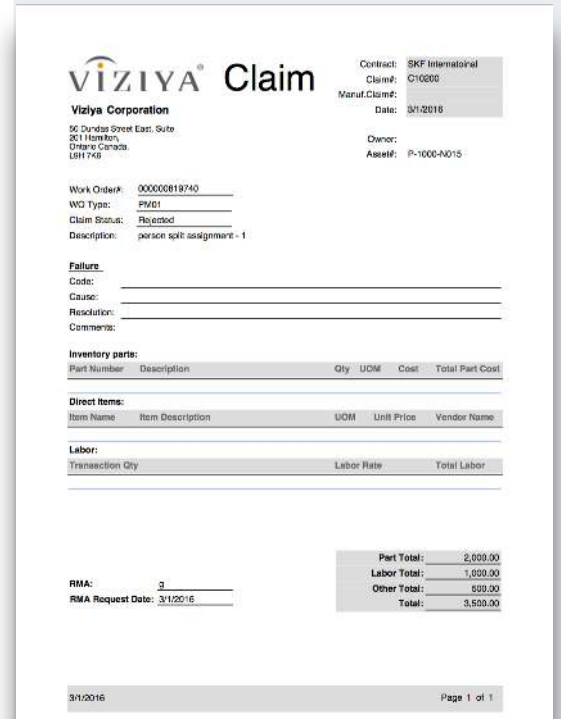 VIZIYA® Claim
Contract: SKF Internatoinal
Claim#: C10200
Manuf.Claim#:
Date: 3/1/2016
Viziya Corporation
50 Dundas Street East, Suite
201 Hamilton,
Ontario Canada,
L9H 7K6
Owner:
Asset#: P-1000-N015
Work Order#: 000000819740
WO Type: PM01
Claim Status: Rejected
Description: person split assignment - 1
Failure
Code:
Cause:
Resolution:
Comments:
Inventory parts:
Part Number Description Qty UOM Cost Total Part Cost
Direct Items:
Item Name Item Description UOM Unit Price Vendor Name
Labor:
Transaction Qty Labor Rate Total Labor
Part Total: 2,000.00
Labor Total: 1,000.00
Other Total: 500.00
Total: 3,500.00
RMA: g
RMA Request Date: 3/1/2016
3/1/2016 Page 1 of 1